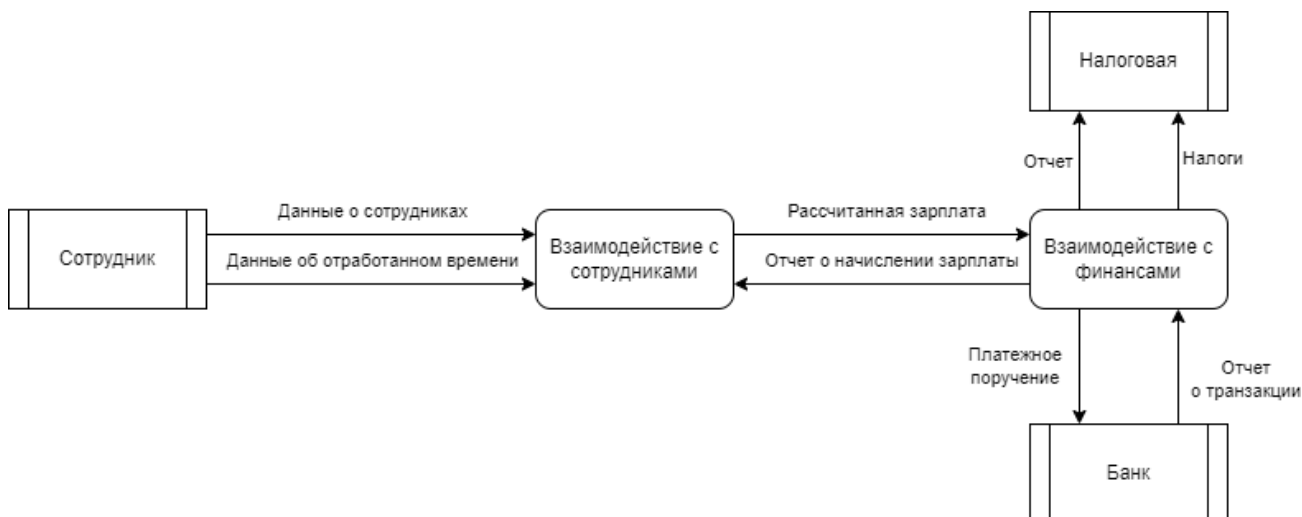 Налоговая
Отчет
Налоги
Данные о сотрудниках
Рассчитанная зарплата
Сотрудник
Взаимодействие с
сотрудниками
Взаимодействие с
финансами
Данные об отработанном времени
Отчет о начислении зарплаты
Платежное
поручение
Отчет
о транзакции
Банк